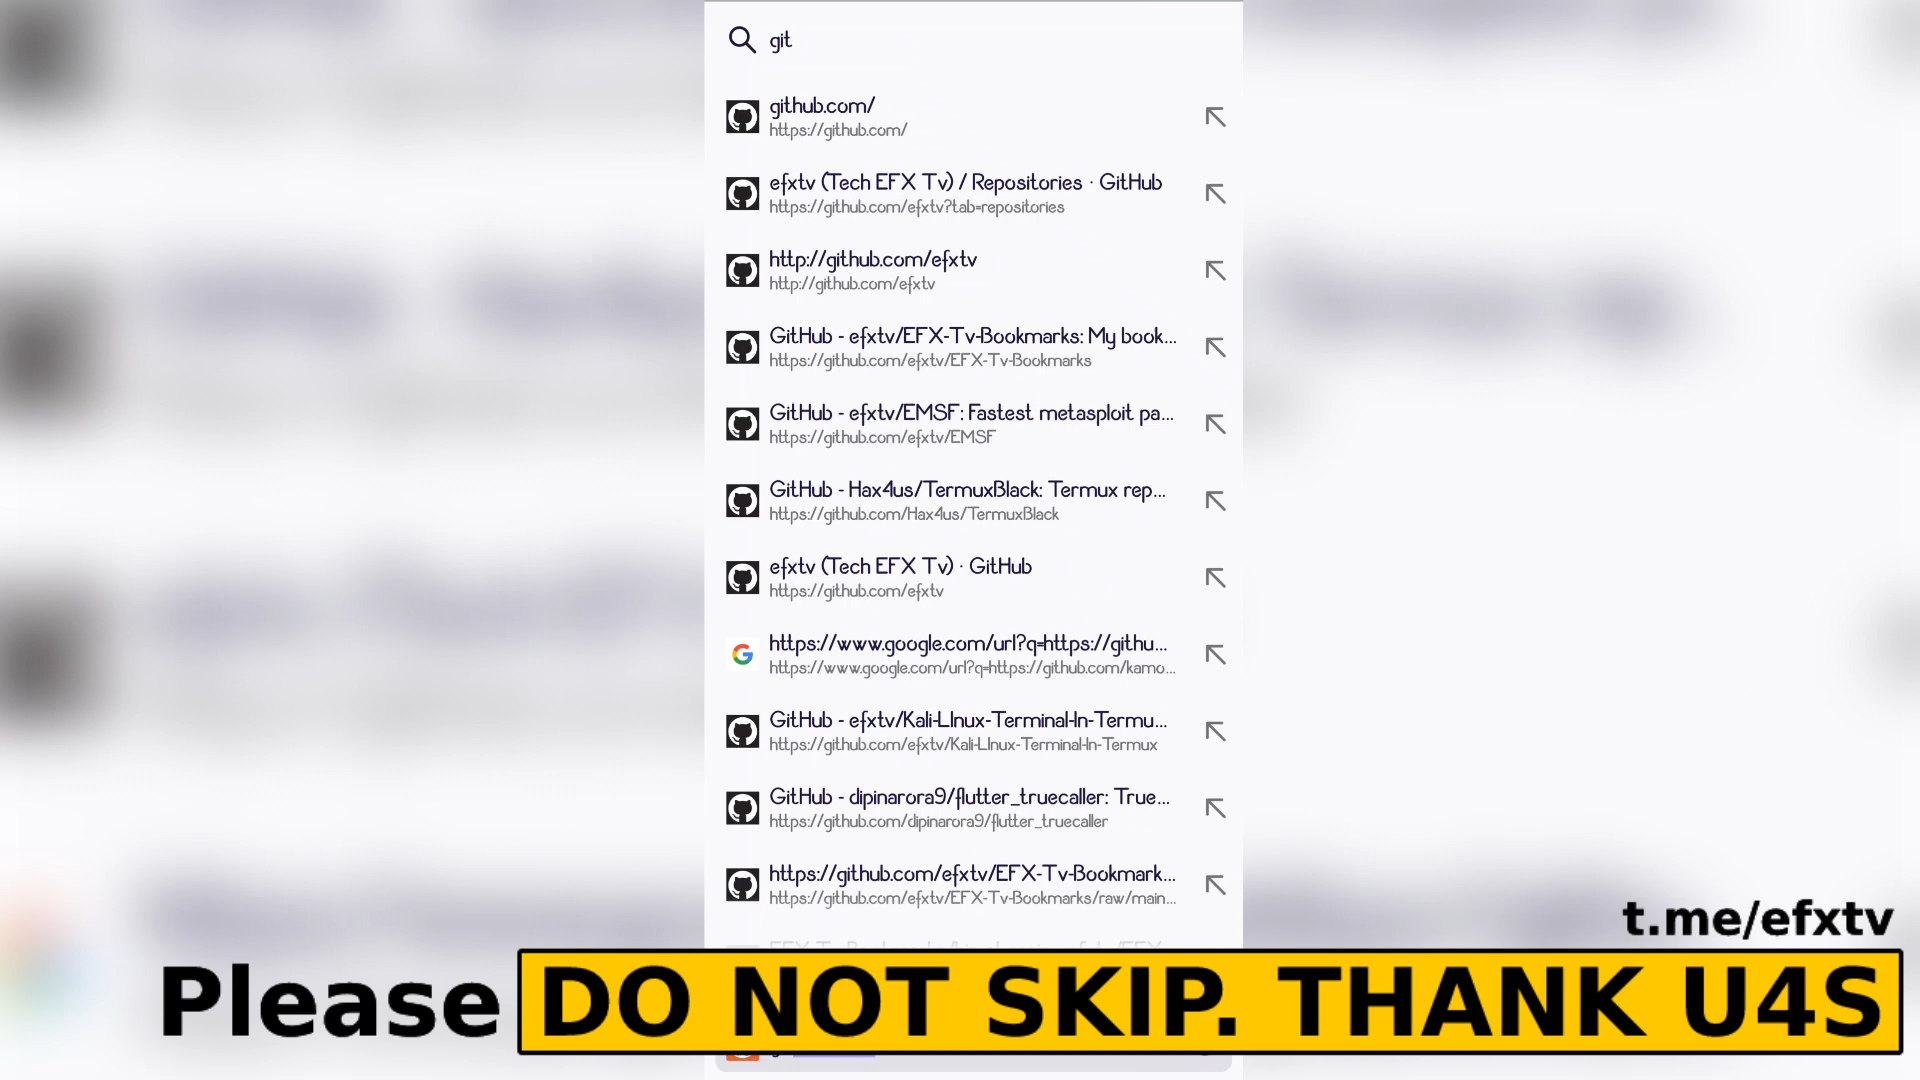 git
github.com/
https://github.com/
efxtv (Tech EFX Tv) / Repositories · GitHub
https://github.com/efxtv?tab=repositories
http://github.com/efxtv
http://github.com/efxtv
GitHub - efxtv/EFX-Tv-Bookmarks: My book...
https://github.com/efxtv/EFX-Tv-Bookmarks
GitHub - efxtv/EMSF: Fastest metasploit pa...
https://github.com/efxtv/EMSF
GitHub - Hax4us/TermuxBlack: Termux rep...
https://github.com/Hax4us/TermuxBlack
efxtv (Tech EFX Tv) · GitHub
https://github.com/efxtv
https://www.google.com/url?q=https://githu...
https://www.google.com/url?q=https://github.com/kamo...
GitHub - efxtv/Kali-LInux-Terminal-In-Termu...
https://github.com/efxtv/Kali-LInux-Terminal-In-Termux
GitHub - dipinarora9/flutter_truecaller: True...
https://github.com/dipinarora9/flutter_truecaller
https://github.com/efxtv/EFX-Tv-Bookmark...
https://github.com/efxtv/EFX-Tv-Bookmarks/raw/main...
t.me/efxtv
Please DO NOT SKIP. THANK U4S